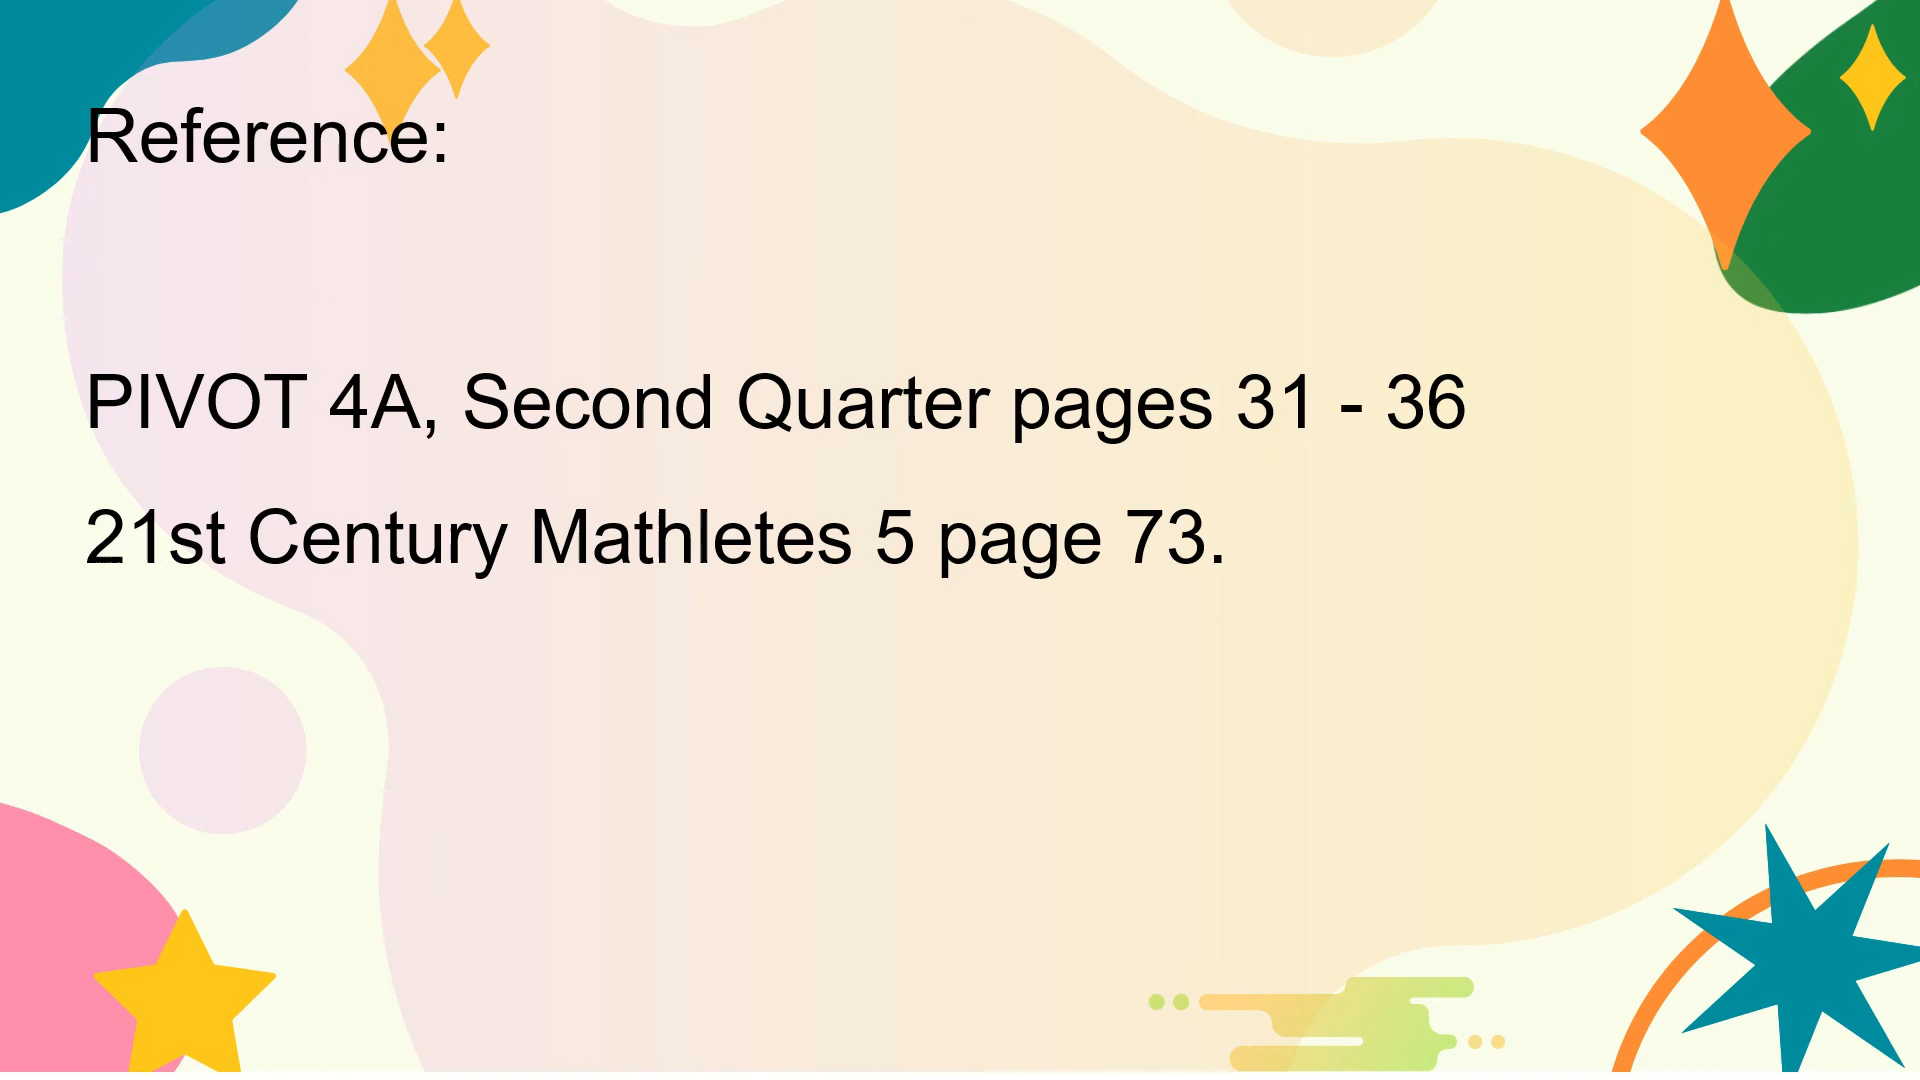 Reference:
PIVOT 4A, Second Quarter pages 31 - 36
21st Century Mathletes 5 page 73.